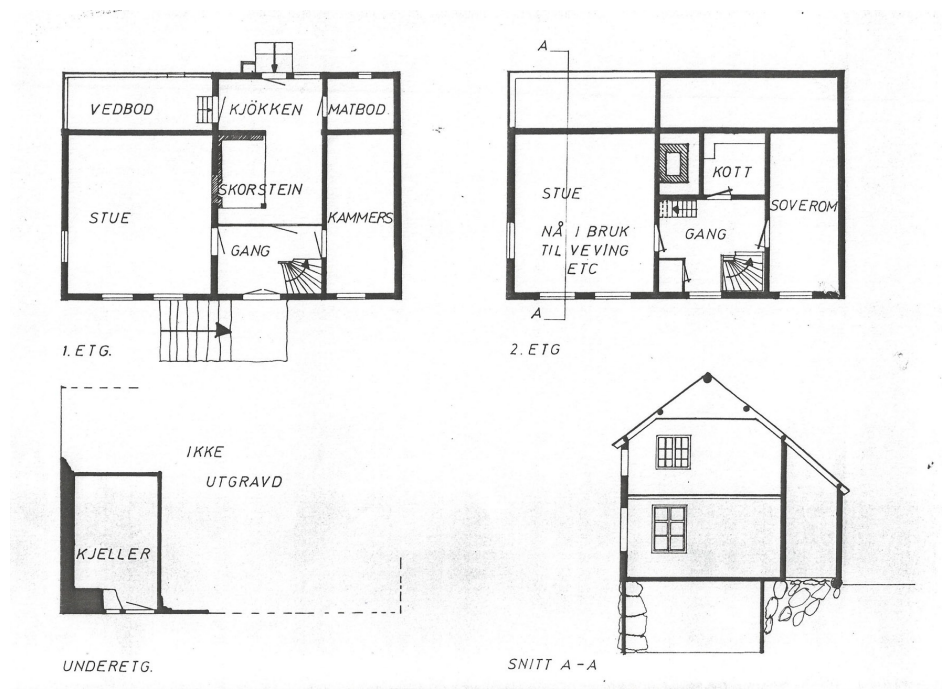 VEDBOD
KJÖKKEN
MATBOD
SKORSTEIN
STUE
KAMMERS
GANG
1. ETG.
A
KOTT
STUE
SOVEROM
NÅ I BRUK
TIL VEVING
ETC
GANG
A
2. ETG
IKKE
UTGRAVD
KJELLER
UNDERETG.
SNITT A-A